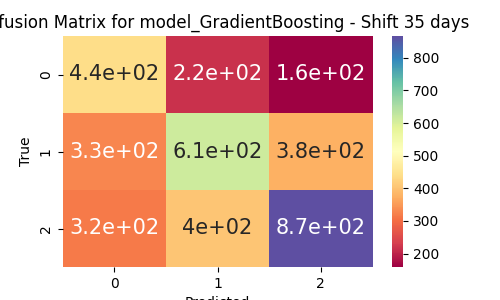 fusion Matrix for model_GradientBoosting - Shift 35 days
0 4.4e+02 2.2e+02 1.6e+02
1 3.3e+02 6.1e+02 3.8e+02
2 3.2e+02 4e+02 8.7e+02
0 1 2
True
Predicted
800
700
600
500
400
300
200